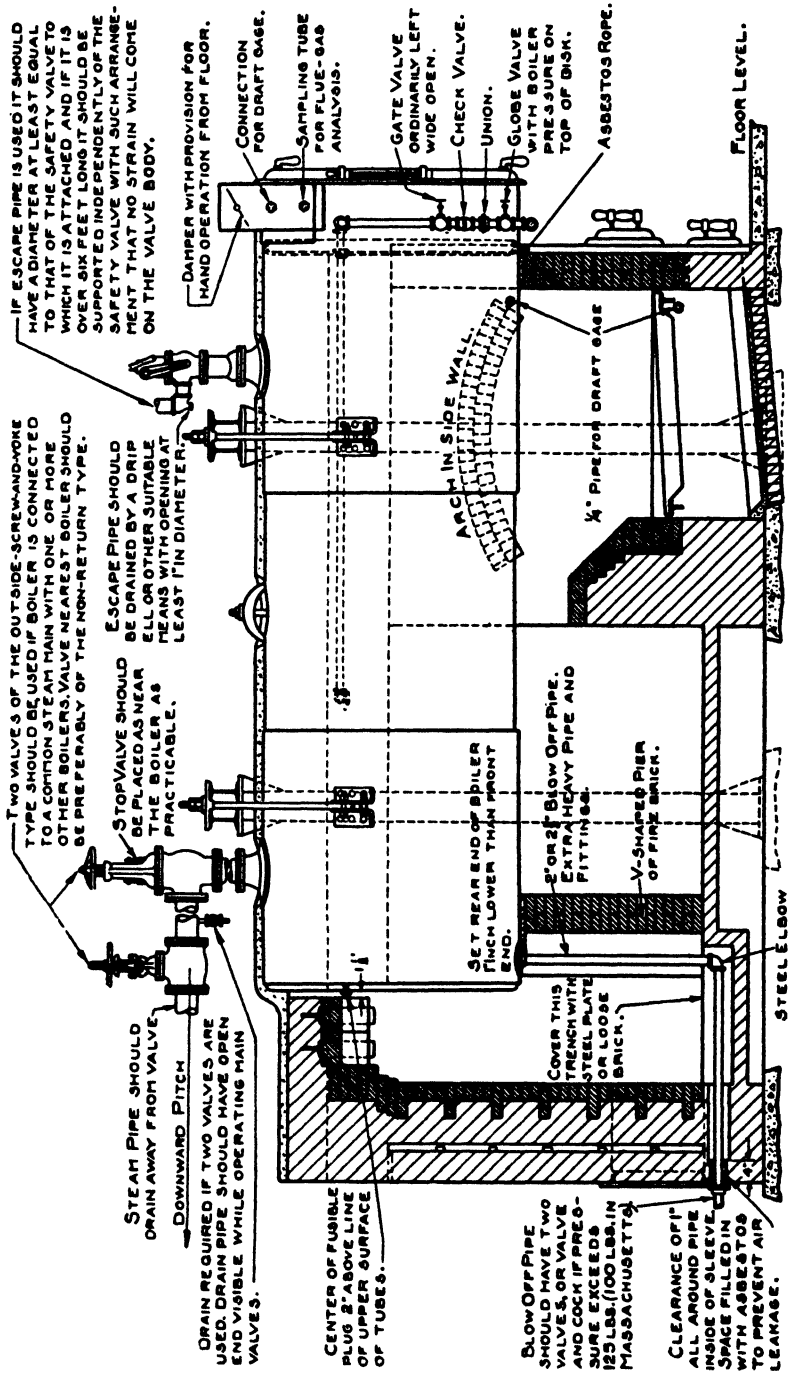 TWO VALVES OF THE OUTSIDE-SCREW-AND-YOKE
TYPE SHOULD BE USED IF BOILER IS CONNECTED
TO A COMMON STEAM MAIN WITH ONE OR MORE
OTHER BOILERS. VALVE NEAREST BOILER SHOULD
BE PREFERABLY OF THE NON-RETURN TYPE.
IF ESCAPE PIPE IS USED IT SHOULD
HAVE A DIAMETER AT LEAST EQUAL
TO THAT OF THE SAFETY VALVE TO
WHICH IT IS ATTACHED AND IF IT IS
OVER SIX FEET LONG IT SHOULD BE
SUPPORTED INDEPENDENTLY OF THE
SAFETY VALVE WITH SUCH ARRANGE-
MENT THAT NO STRAIN WILL COME
ON THE VALVE BODY.
STOP VALVE SHOULD
BE PLACED AS NEAR
THE BOILER AS
PRACTICABLE.
ESCAPE PIPE SHOULD
BE DRAINED BY A DRIP
ELL OR OTHER SUITABLE
MEANS WITH OPENING AT
LEAST 1" IN DIAMETER.
DAMPER WITH PROVISION FOR
HAND OPERATION FROM FLOOR.
CONNECTION
FOR DRAFT GAGE.
SAMPLING TUBE
FOR FLUE-GAS
ANALYSIS.
GATE VALVE
ORDINARILY LEFT
WIDE OPEN.
CHECK VALVE.
UNION.
GLOBE VALVE
WITH BOILER
PRESSURE ON
TOP OF DISK.
ASBESTOS ROPE.
FLOOR LEVEL.
STEAM PIPE SHOULD
DRAIN AWAY FROM VALVE
DOWNWARD PITCH
DRAIN REQUIRED IF TWO VALVES ARE
USED. DRAIN PIPE SHOULD HAVE OPEN
END VISIBLE WHILE OPERATING MAIN
VALVES.
CENTER OF FUSIBLE
PLUG 2" ABOVE LINE
OF UPPER SURFACE
OF TUBES.
ARCH IN SIDE WALL.
¼" PIPE FOR DRAFT GAGE
SET REAR END OF BOILER
1 INCH LOWER THAN FRONT
END.
2" OR 2½" BLOW OFF PIPE.
EXTRA HEAVY PIPE AND
FITTINGS.
V-SHAPED PIER
OF FIRE BRICK.
COVER THIS
TRENCH WITH
STEEL PLATE
OR LOOSE
BRICK.
STEEL ELBOW
BLOW OFF PIPE
SHOULD HAVE TWO
VALVES, OR VALVE
AND COCK IF PRES-
SURE EXCEEDS
125 LBS. (100 LBS. IN
MASSACHUSETTS)
CLEARANCE OF 1"
ALL AROUND PIPE
INSIDE OF SLEEVE.
SPACE FILLED IN
WITH ASBESTOS
TO PREVENT AIR
LEAKAGE.
4"